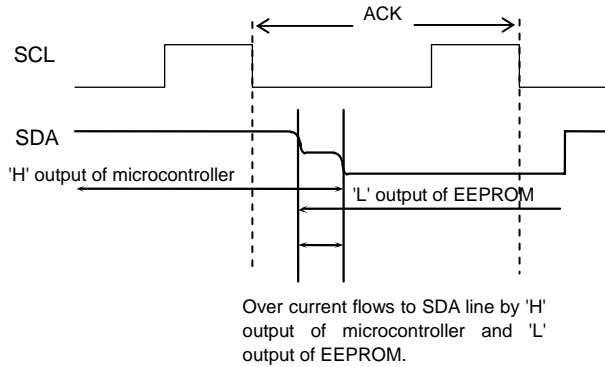 ACK
SCL
SDA
'H' output of microcontroller
'L' output of EEPROM
Over current flows to SDA line by 'H'
output of microcontroller and 'L'
output of EEPROM.